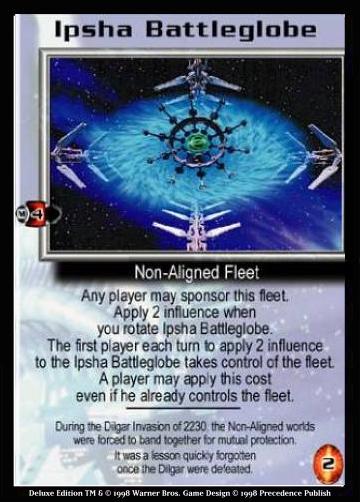 Ipsha Battleglobe
M 4
Non-Aligned Fleet
Any player may sponsor this fleet.
Apply 2 influence when
you rotate Ipsha Battleglobe.
The first player each turn to apply 2 influence
to the Ipsha Battleglobe takes control of the fleet.
A player may apply this cost
even if he already controls the fleet.
During the Dilgar Invasion of 2230, the Non-Aligned worlds
were forced to band together for mutual protection.
It was a lesson quickly forgotten
once the Dilgar were defeated.
2
Deluxe Edition TM & © 1998 Warner Bros. Game Design © 1998 Precedence Publish